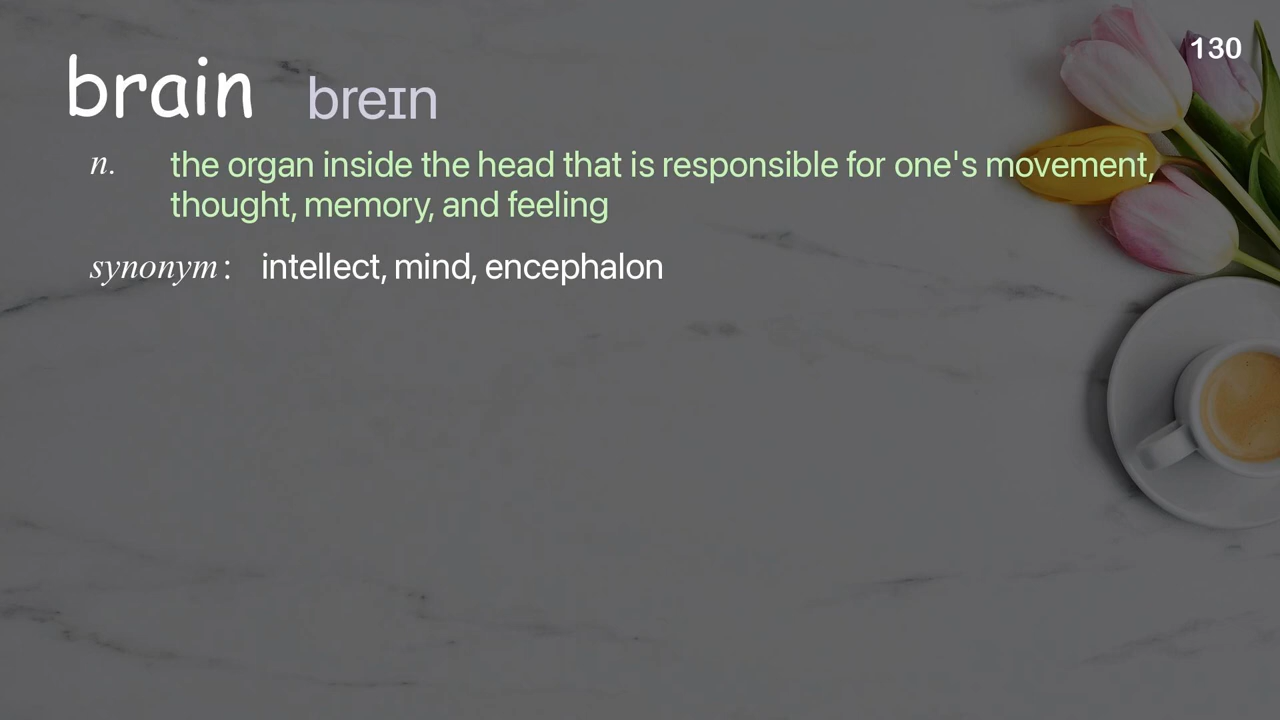 130
brain breɪn
n. the organ inside the head that is responsible for one's movement,
thought, memory, and feeling
synonym: intellect, mind, encephalon